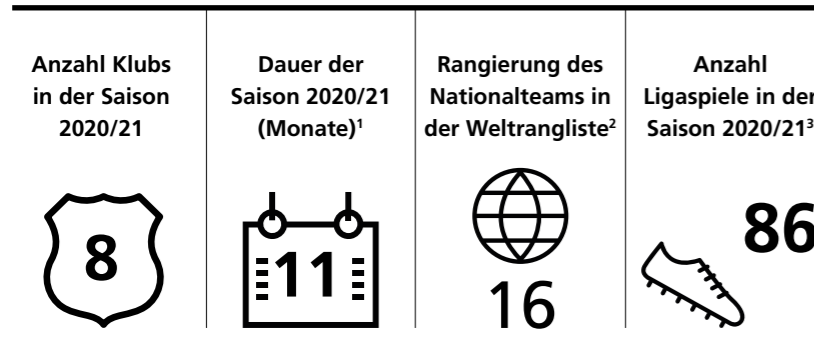 Anzahl Klubs
in der Saison
2020/21
8
Dauer der
Saison 2020/21
(Monate)¹
11
Rangierung des
Nationalteams in
der Weltrangliste²
16
Anzahl
Ligaspiele in der
Saison 2020/21³
86